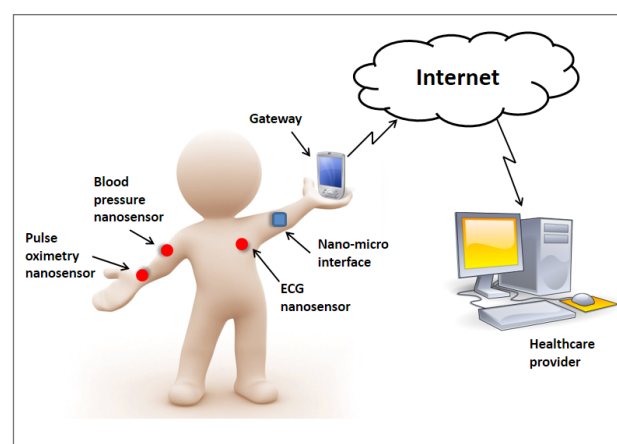 Internet
Gateway
Blood
pressure
nanosensor
Pulse
oximetry
nanosensor
Nano-micro
interface
ECG
nanosensor
Healthcare
provider